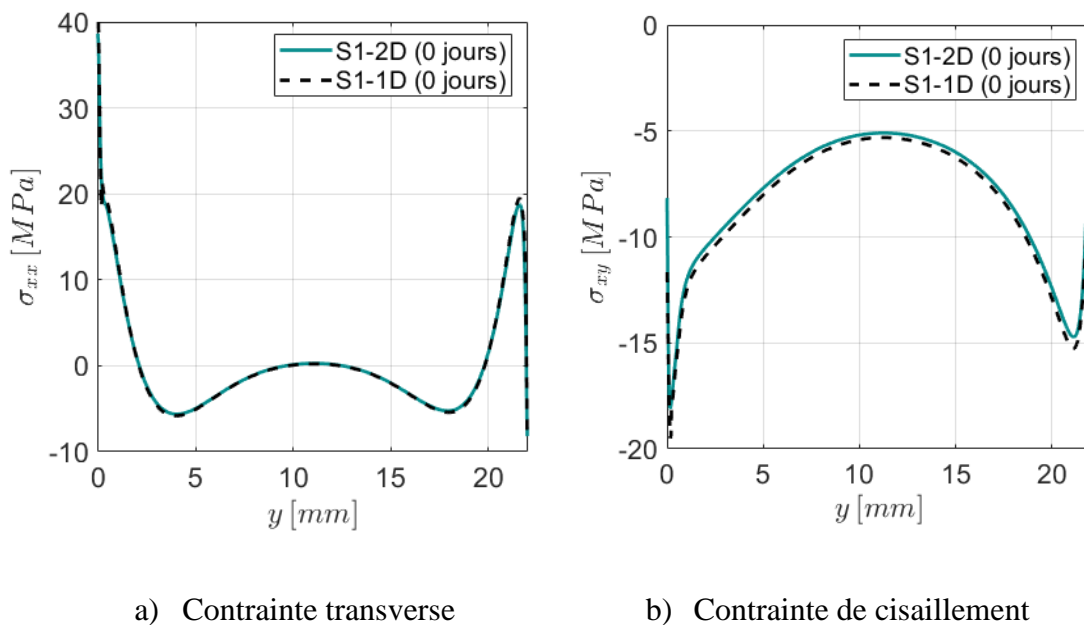 40
30
20
10
0
-10
σxx [MPa]
S1-2D (0 jours)
S1-1D (0 jours)
0
5
10
15
20
y [mm]
0
-5
-10
-15
-20
σxy [MPa]
S1-2D (0 jours)
S1-1D (0 jours)
0
5
10
15
20
y [mm]
a) Contrainte transverse
b) Contrainte de cisaillement